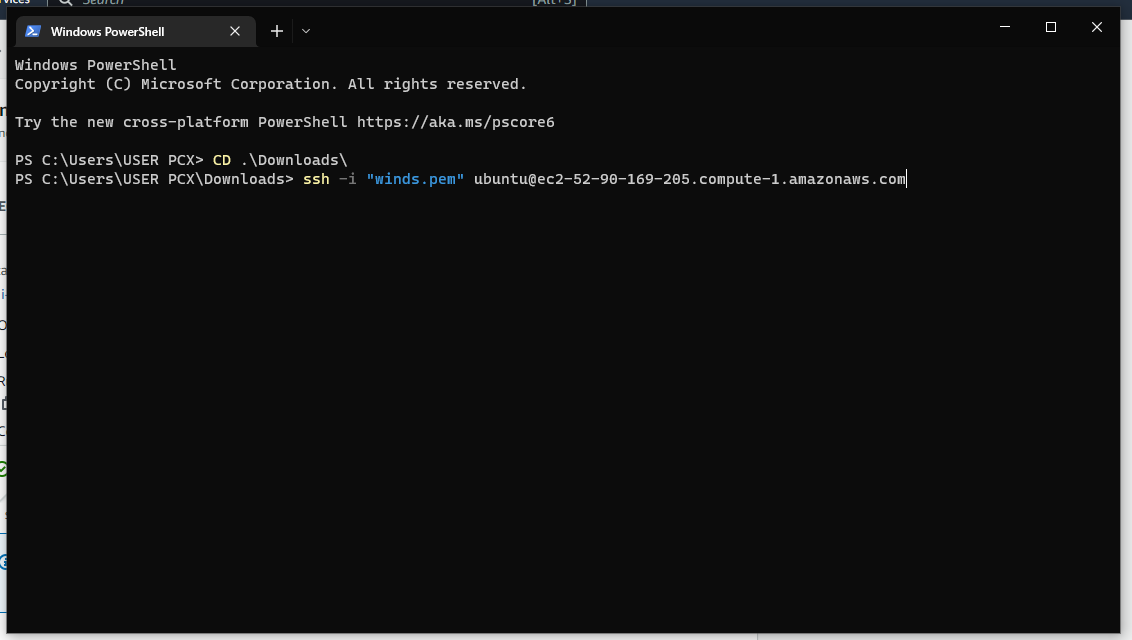 Search
[Alt+S]
Windows PowerShell
Windows PowerShell
Copyright (C) Microsoft Corporation. All rights reserved.
Try the new cross-platform PowerShell https://aka.ms/pscore6
PS C:\Users\USER PCX> CD .\Downloads\
PS C:\Users\USER PCX\Downloads> ssh -i "winds.pem" ubuntu@ec2-52-90-169-205.compute-1.amazonaws.com